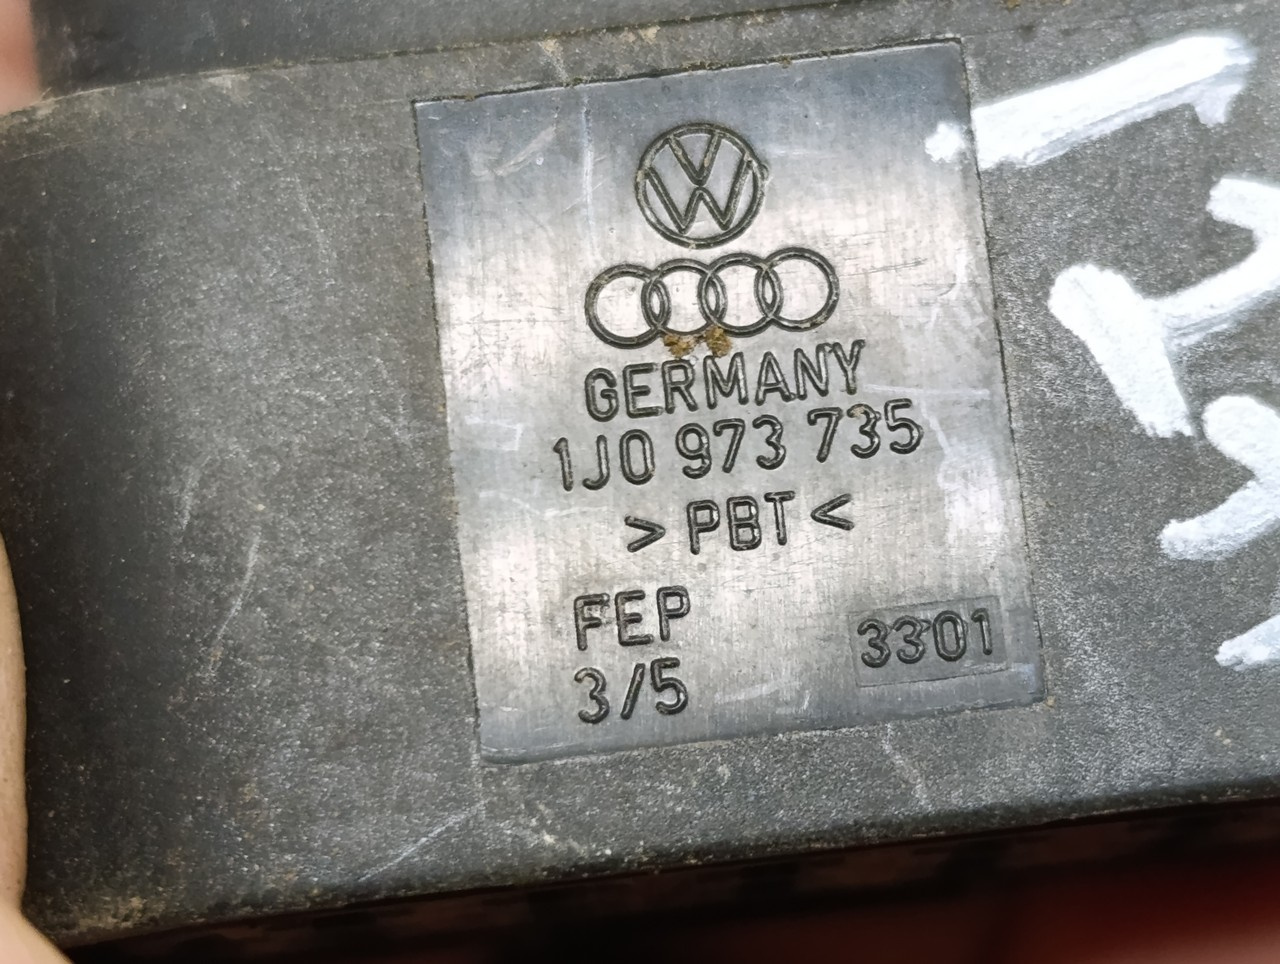 GERMANY
1J0 973 735
> PBT <
FEP
3301
3/5